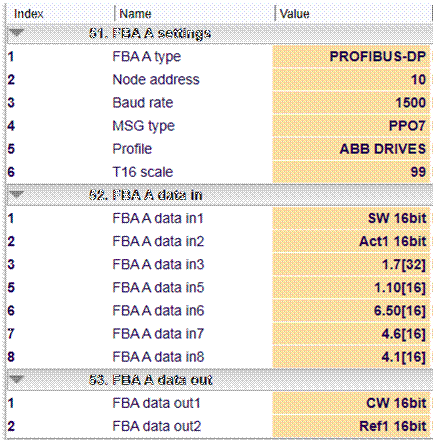 Index Name Value
51. FBA A settings
1 FBA A type PROFIBUS-DP
2 Node address 10
3 Baud rate 1500
4 MSG type PPO7
5 Profile ABB DRIVES
6 T16 scale 99
52. FBA A data in
1 FBA A data in1 SW 16bit
2 FBA A data in2 Act1 16bit
3 FBA A data in3 1.7[32]
5 FBA A data in5 1.10[16]
6 FBA A data in6 6.50[16]
7 FBA A data in7 4.6[16]
8 FBA A data in8 4.1[16]
53. FBA A data out
1 FBA data out1 CW 16bit
2 FBA data out2 Ref1 16bit